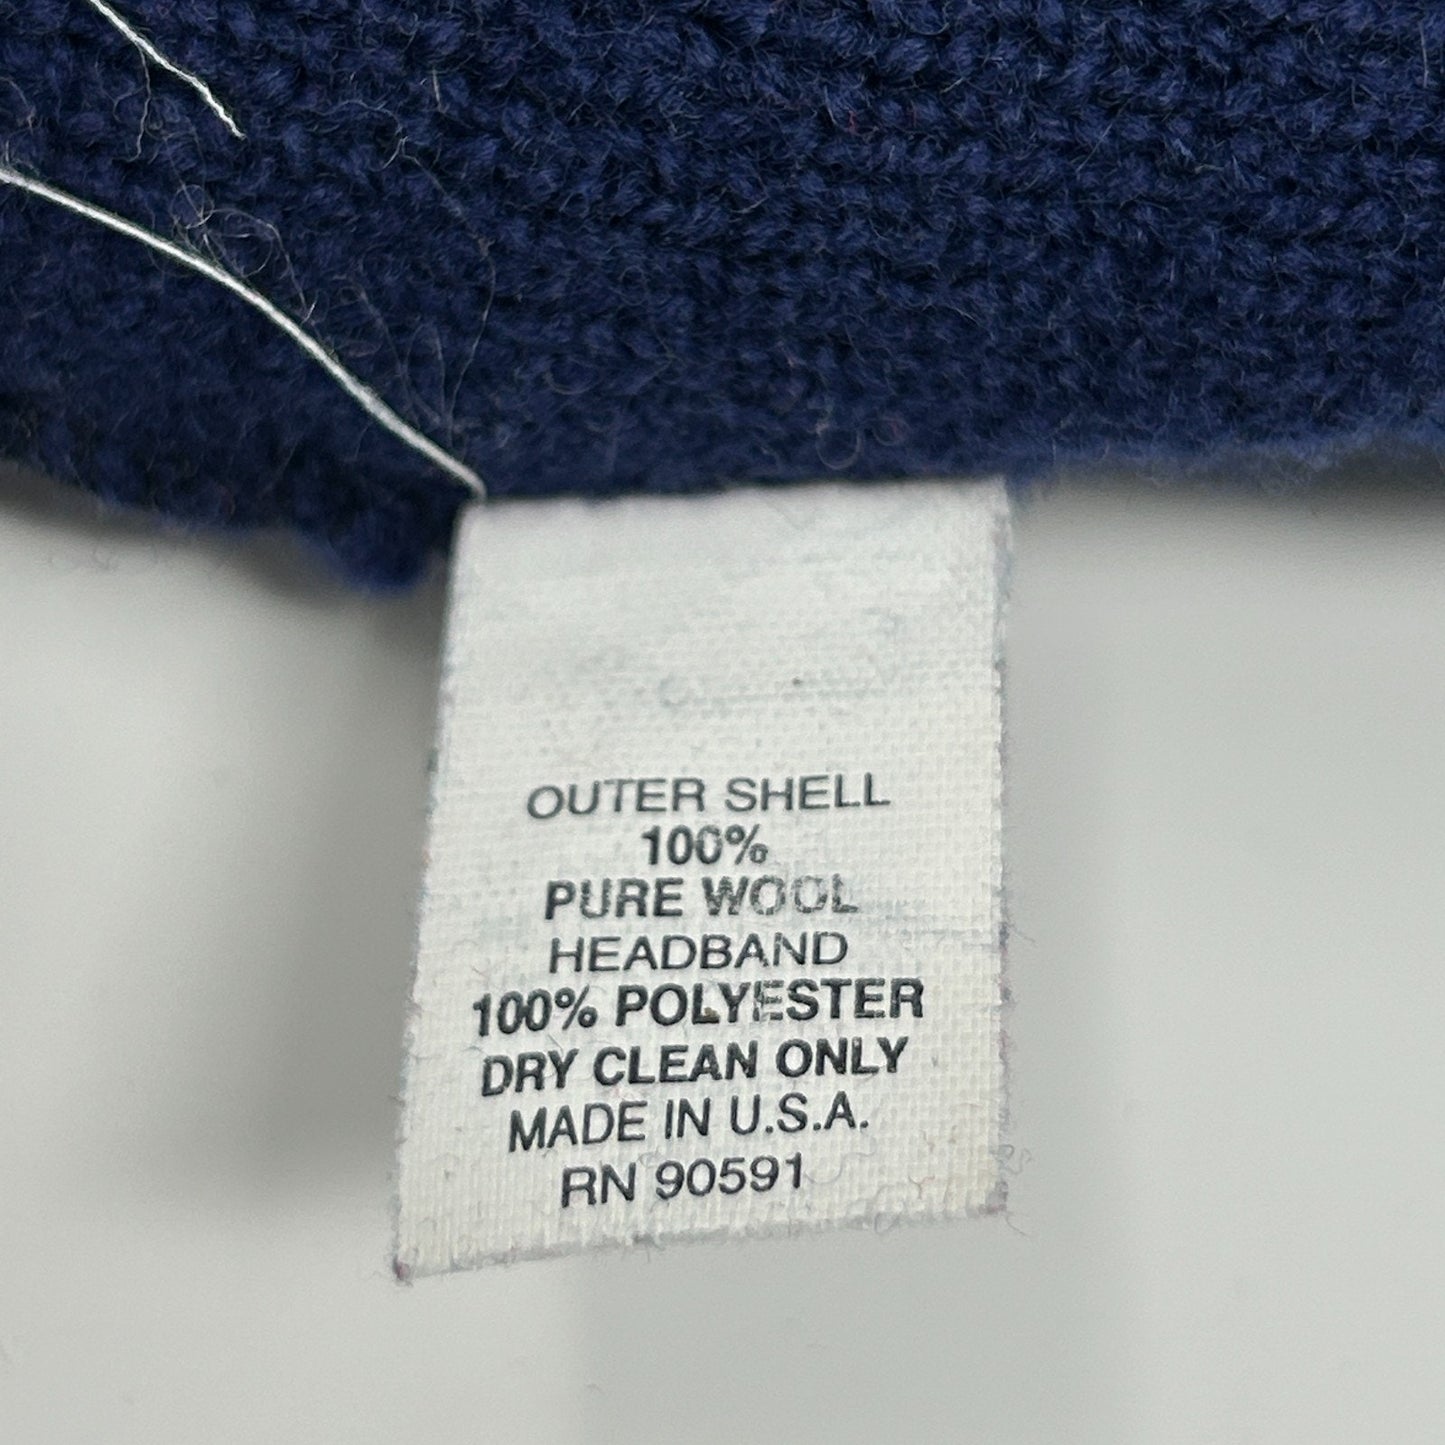 OUTER SHELL
100%
PURE WOOL
HEADBAND
100% POLYESTER
DRY CLEAN ONLY
MADE IN U.S.A.
RN 90591